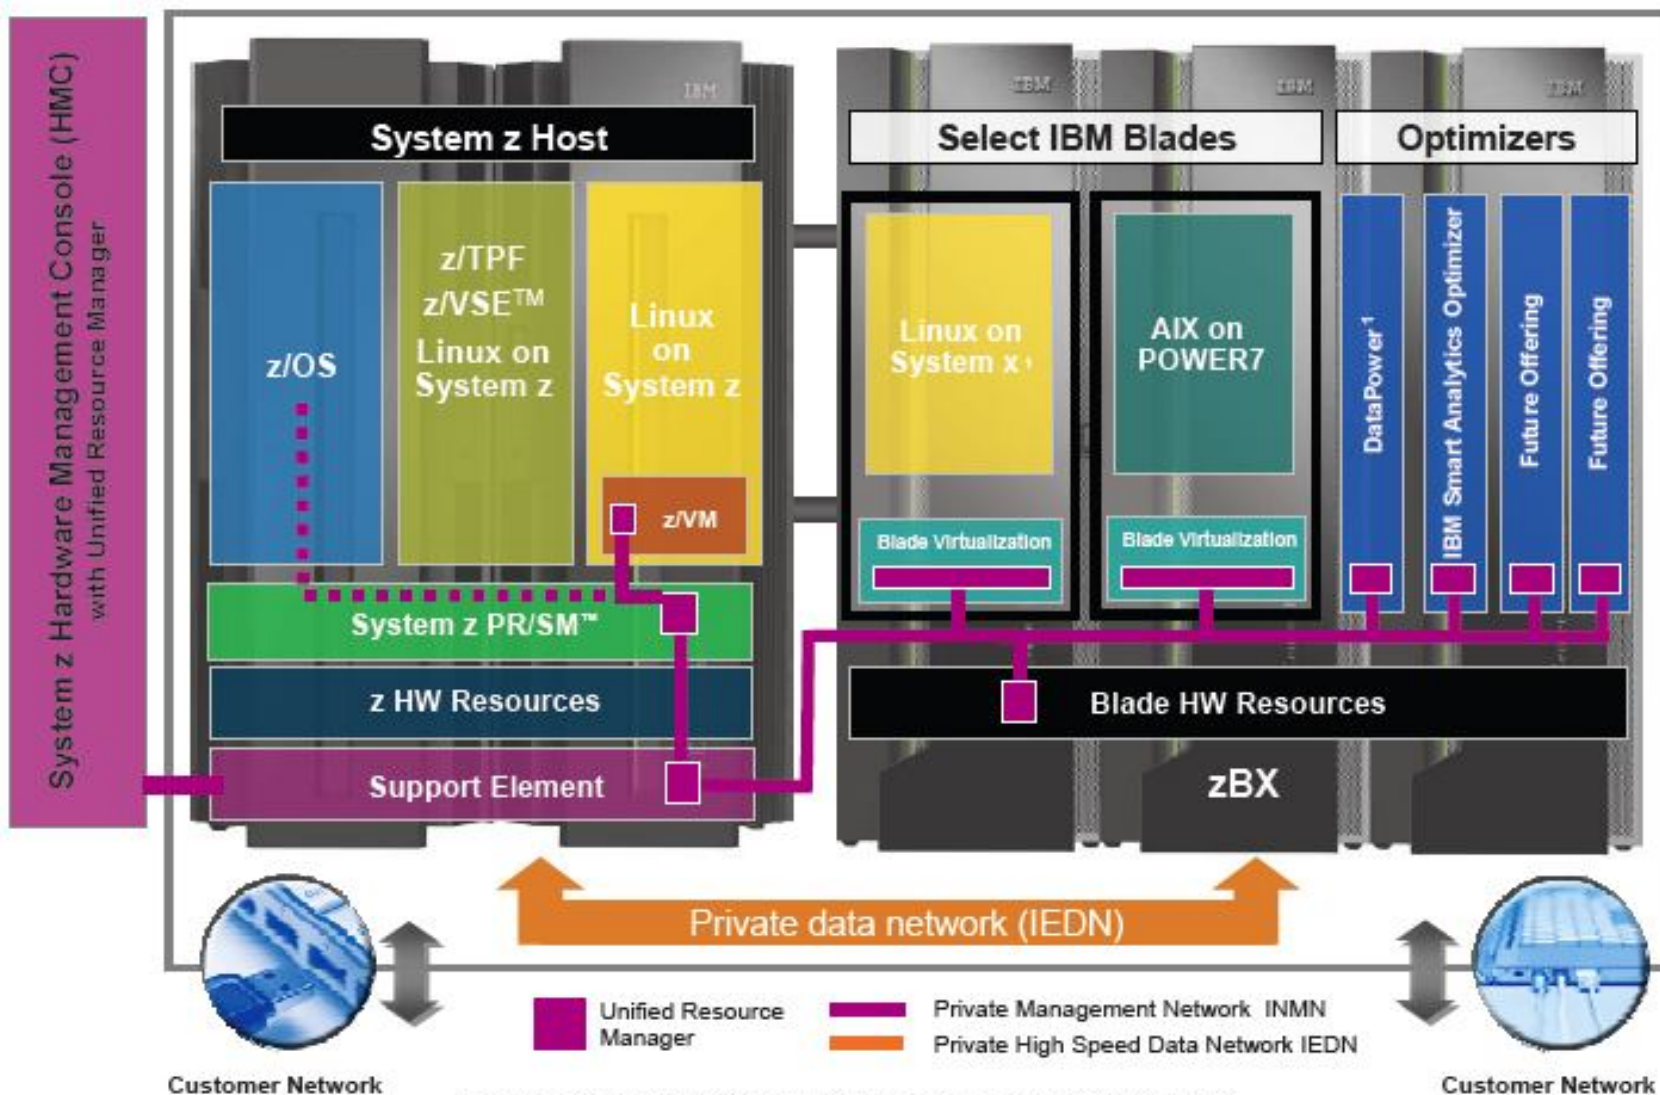 System z Hardware Management Console (HMC)
with Unified Resource Manager
IBM
System z Host
z/OS
z/TPF
z/VSE™
Linux on
System z
Linux
on
System z
z/VM
System z PR/SM™
z HW Resources
Support Element
IBM
IBM
IBM
Select IBM Blades
Optimizers
Linux on
System x ¹
AIX on
POWER7
Blade Virtualization
Blade Virtualization
DataPower¹
IBM Smart Analytics Optimizer
Future Offering
Future Offering
Blade HW Resources
zBX
Private data network (IEDN)
Unified Resource
Manager
Private Management Network INMN
Private High Speed Data Network IEDN
Customer Network
Customer Network